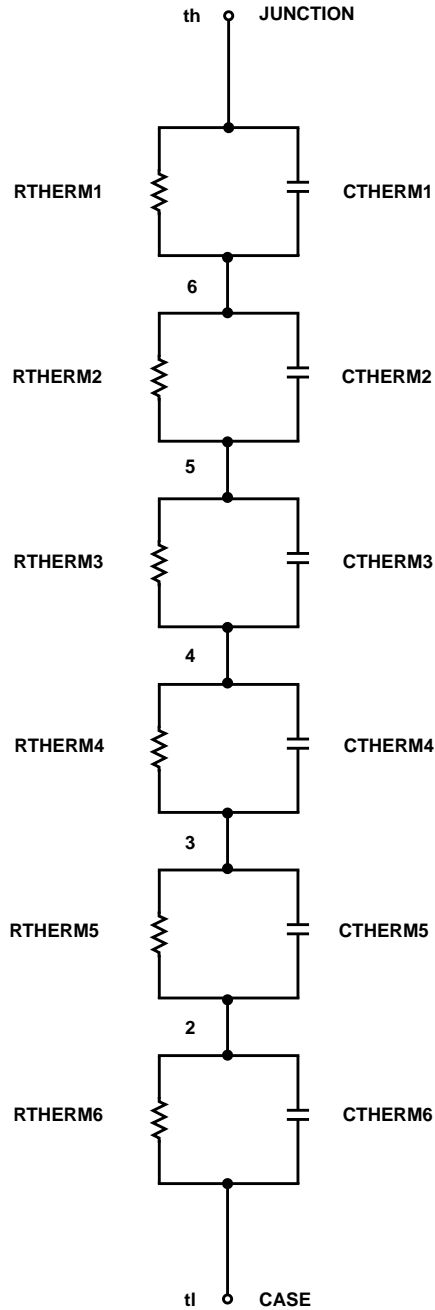 th JUNCTION
RTHERM1 CTHERM1
6
RTHERM2 CTHERM2
5
RTHERM3 CTHERM3
4
RTHERM4 CTHERM4
3
RTHERM5 CTHERM5
2
RTHERM6 CTHERM6
tl CASE